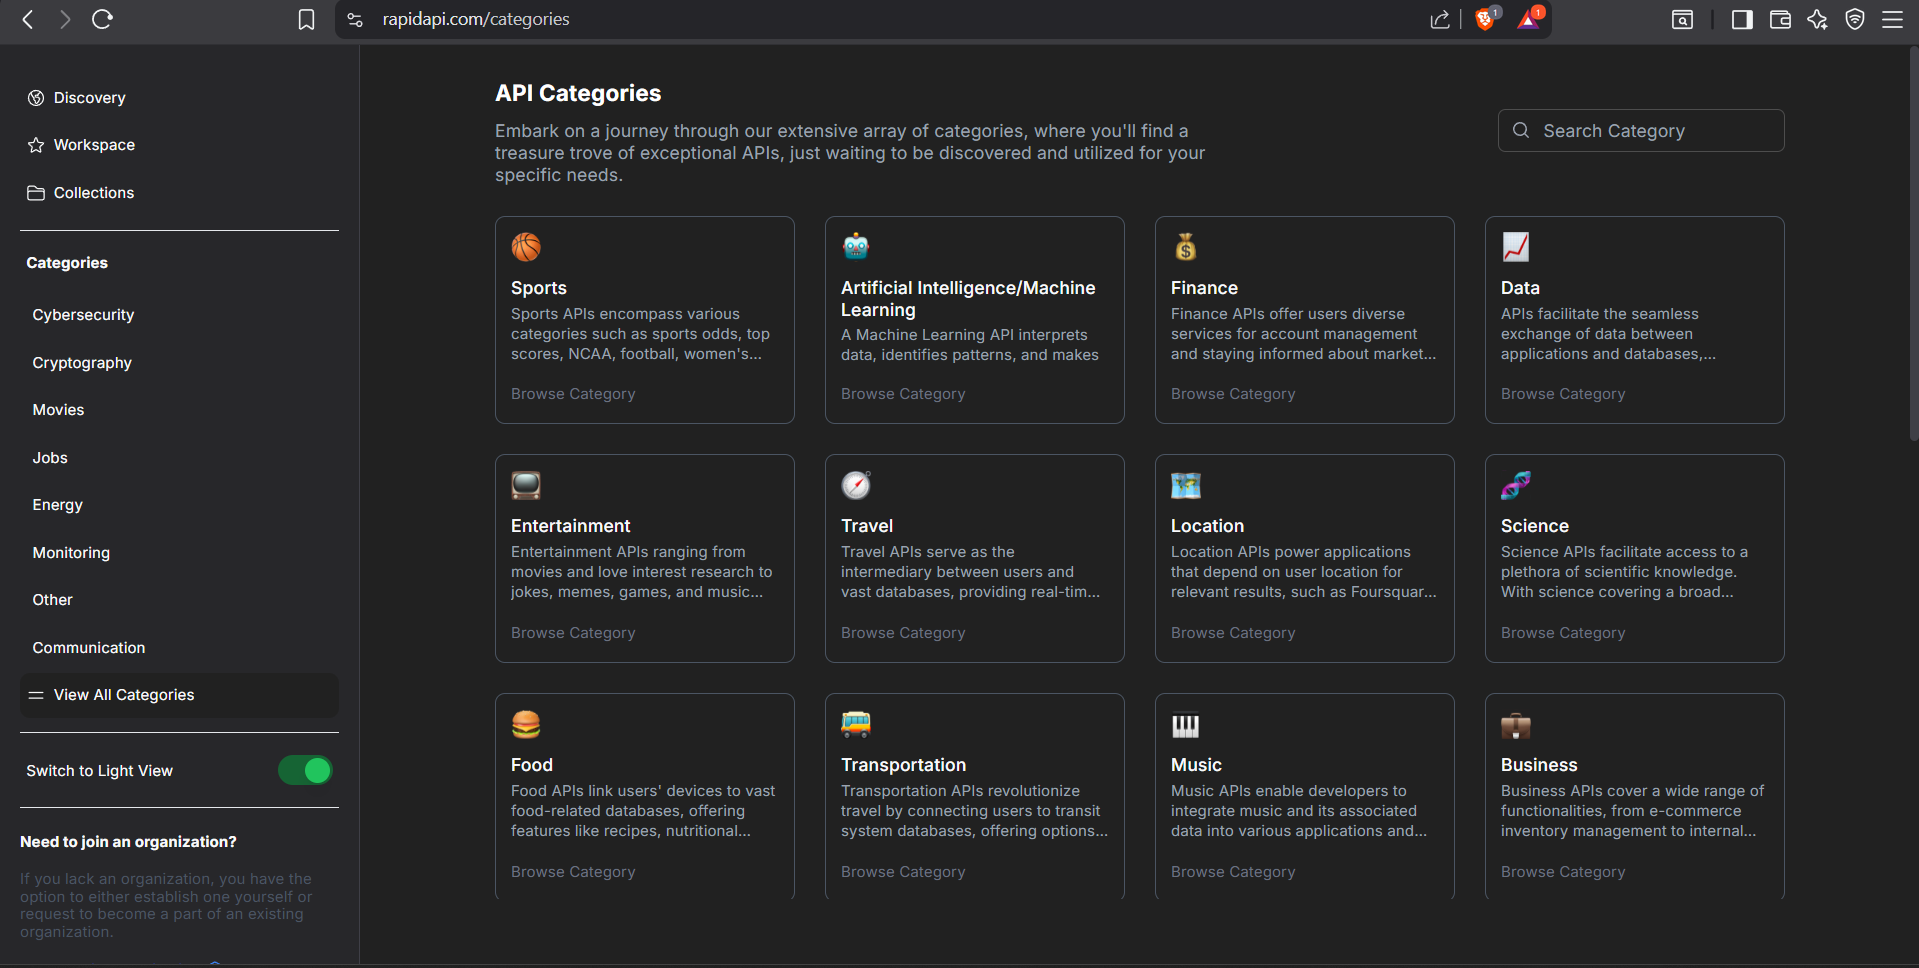 rapidapi.com/categories
1
1
Discovery
Workspace
Collections
Categories
Cybersecurity
Cryptography
Movies
Jobs
Energy
Monitoring
Other
Communication
View All Categories
Switch to Light View
Need to join an organization?
If you lack an organization, you have the
option to either establish one yourself or
request to become a part of an existing
organization.
API Categories
Embark on a journey through our extensive array of categories, where you'll find a
treasure trove of exceptional APIs, just waiting to be discovered and utilized for your
specific needs.
Search Category
Sports
Sports APIs encompass various
categories such as sports odds, top
scores, NCAA, football, women's...
Browse Category
Artificial Intelligence/Machine
Learning
A Machine Learning API interprets
data, identifies patterns, and makes
Browse Category
Finance
Finance APIs offer users diverse
services for account management
and staying informed about market...
Browse Category
Data
APIs facilitate the seamless
exchange of data between
applications and databases,...
Browse Category
Entertainment
Entertainment APIs ranging from
movies and love interest research to
jokes, memes, games, and music...
Browse Category
Travel
Travel APIs serve as the
intermediary between users and
vast databases, providing real-tim...
Browse Category
Location
Location APIs power applications
that depend on user location for
relevant results, such as Foursquar...
Browse Category
Science
Science APIs facilitate access to a
plethora of scientific knowledge.
With science covering a broad...
Browse Category
Food
Food APIs link users' devices to vast
food-related databases, offering
features like recipes, nutritional...
Browse Category
Transportation
Transportation APIs revolutionize
travel by connecting users to transit
system databases, offering options...
Browse Category
Music
Music APIs enable developers to
integrate music and its associated
data into various applications and...
Browse Category
Business
Business APIs cover a wide range of
functionalities, from e-commerce
inventory management to internal...
Browse Category